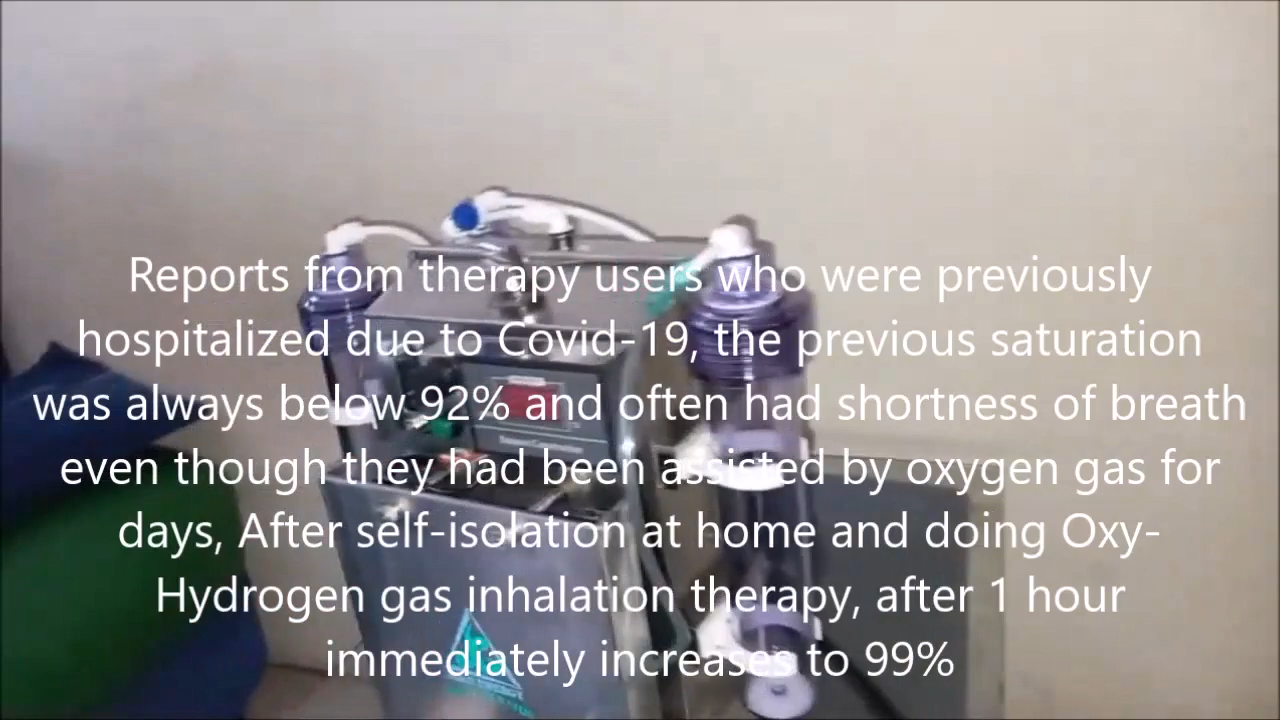 Reports from therapy users who were previously
hospitalized due to Covid-19, the previous saturation
was always below 92% and often had shortness of breath
even though they had been assisted by oxygen gas for
days, After self-isolation at home and doing Oxy-
Hydrogen gas inhalation therapy, after 1 hour
immediately increases to 99%